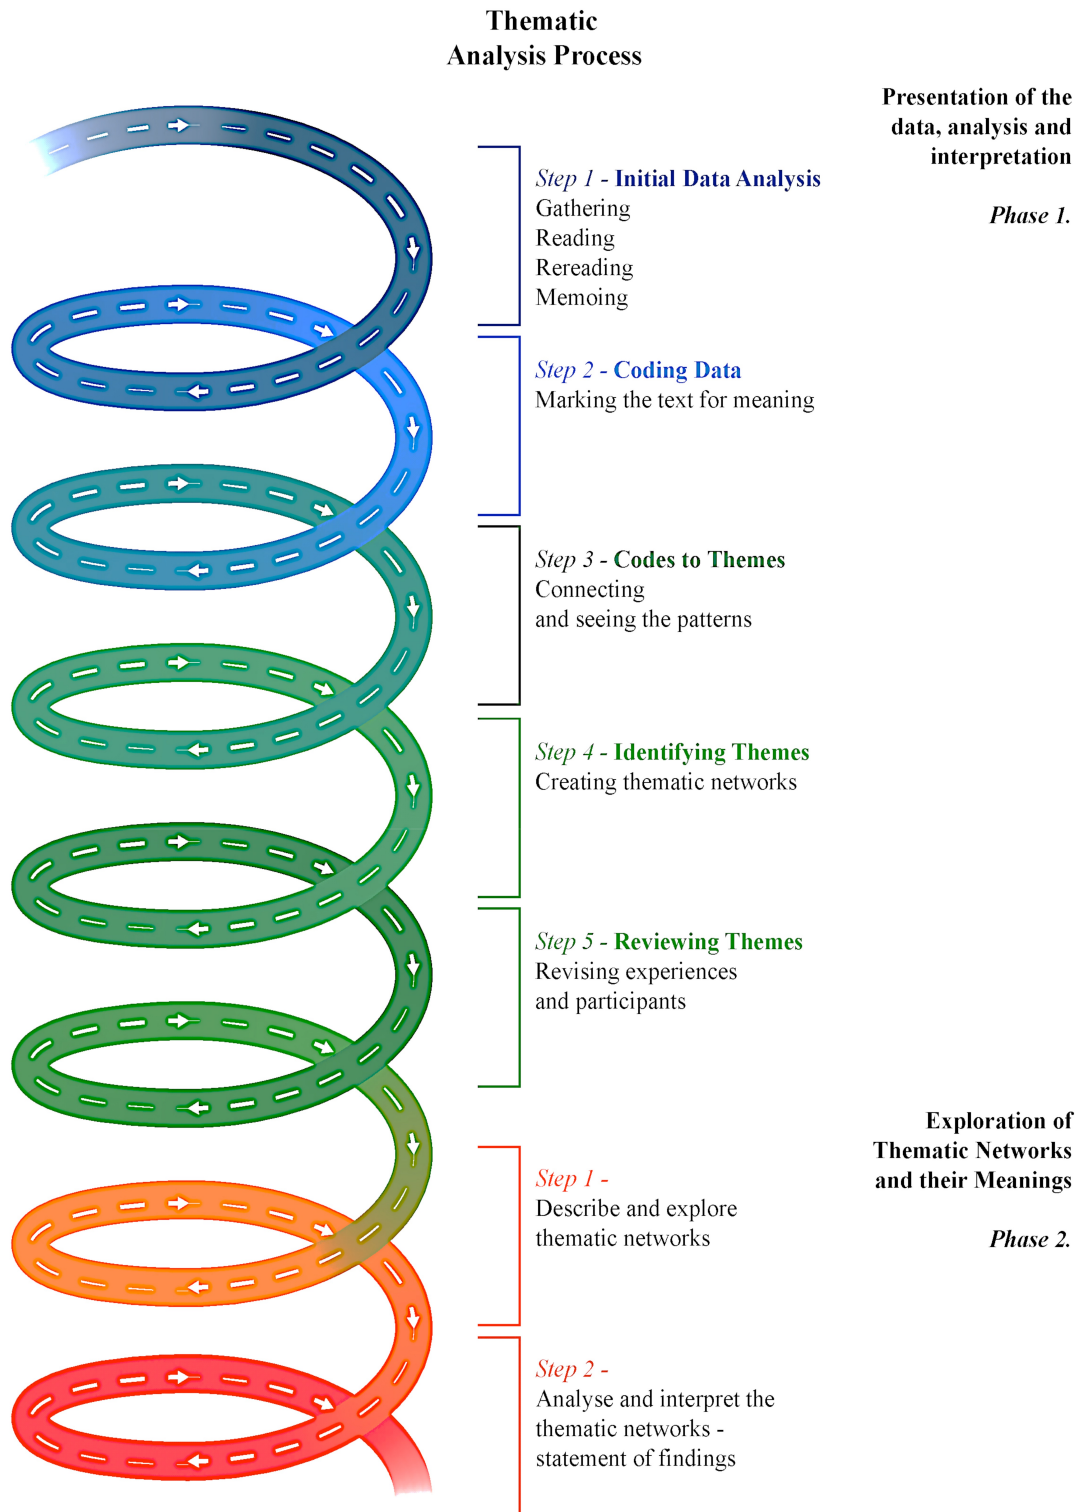 Thematic
Analysis Process
Presentation of the
data, analysis and
interpretation
Phase 1.
Step 1 - Initial Data Analysis
Gathering
Reading
Rereading
Memoing
Step 2 - Coding Data
Marking the text for meaning
Step 3 - Codes to Themes
Connecting
and seeing the patterns
Step 4 - Identifying Themes
Creating thematic networks
Step 5 - Reviewing Themes
Revising experiences
and participants
Exploration of
Thematic Networks
and their Meanings
Phase 2.
Step 1 -
Describe and explore
thematic networks
Step 2 -
Analyse and interpret the
thematic networks -
statement of findings